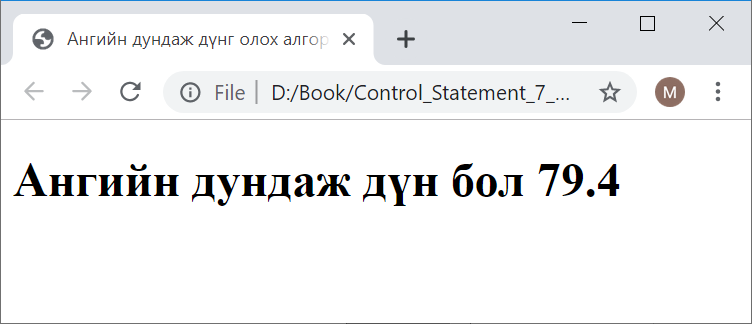 Ангийн дундаж дүнг олох алгор
File | D:/Book/Control_Statement_7_...
M
Ангийн дундаж дүн бол 79.4